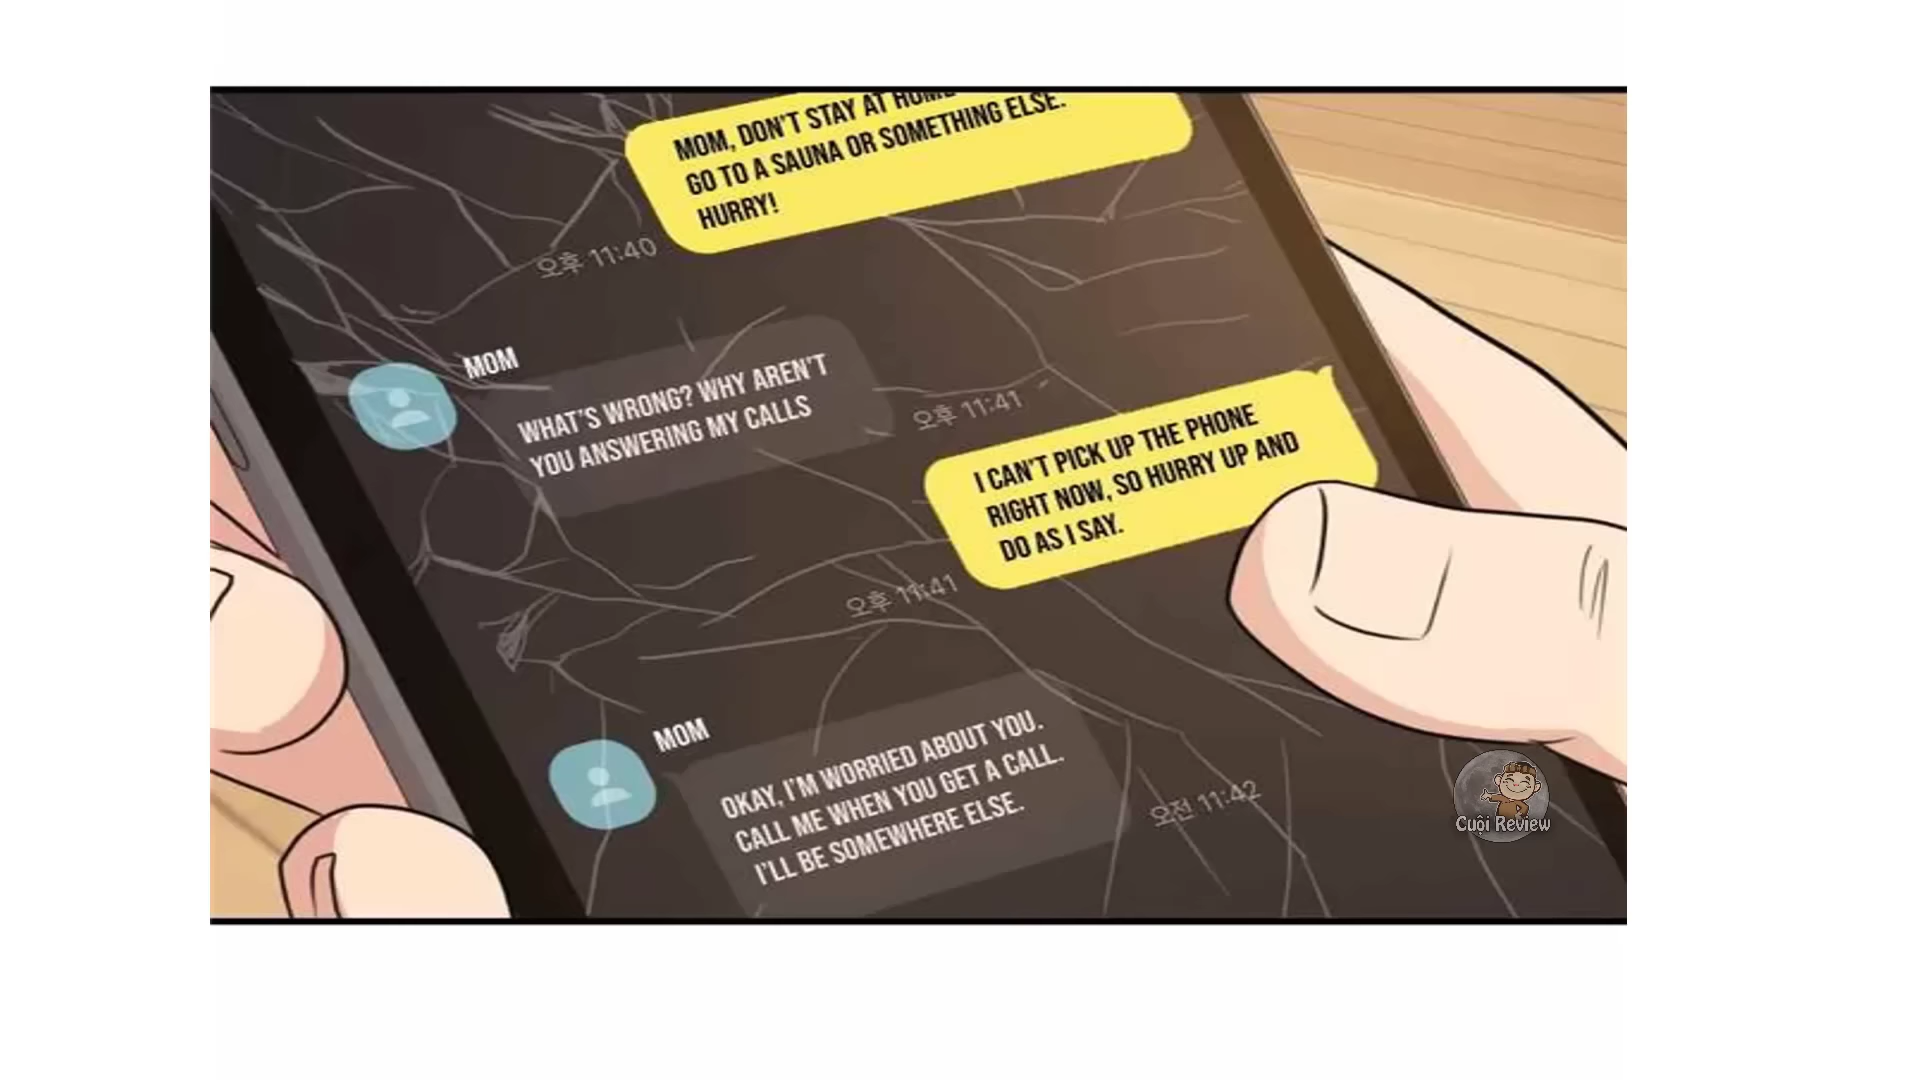 MOM, DON'T STAY AT HOME
GO TO A SAUNA OR SOMETHING ELSE.
HURRY!
오후 11:40
MOM
WHAT'S WRONG? WHY AREN'T
YOU ANSWERING MY CALLS
오후 11:41
I CAN'T PICK UP THE PHONE
RIGHT NOW, SO HURRY UP AND
DO AS I SAY.
오후 11:41
MOM
OKAY, I'M WORRIED ABOUT YOU.
CALL ME WHEN YOU GET A CALL.
I'LL BE SOMEWHERE ELSE.
오전 11:42
Cuội Review